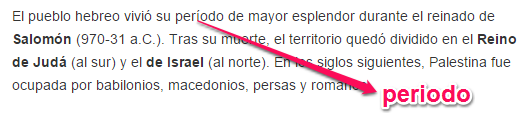 El pueblo hebreo vivió su período de mayor esplendor durante el reinado de
Salomón (970-31 a.C.). Tras su muerte, el territorio quedó dividido en el Reino
de Judá (al sur) y el de Israel (al norte). En los siglos siguientes, Palestina fue
ocupada por babilonios, macedonios, persas y romanos
periodo